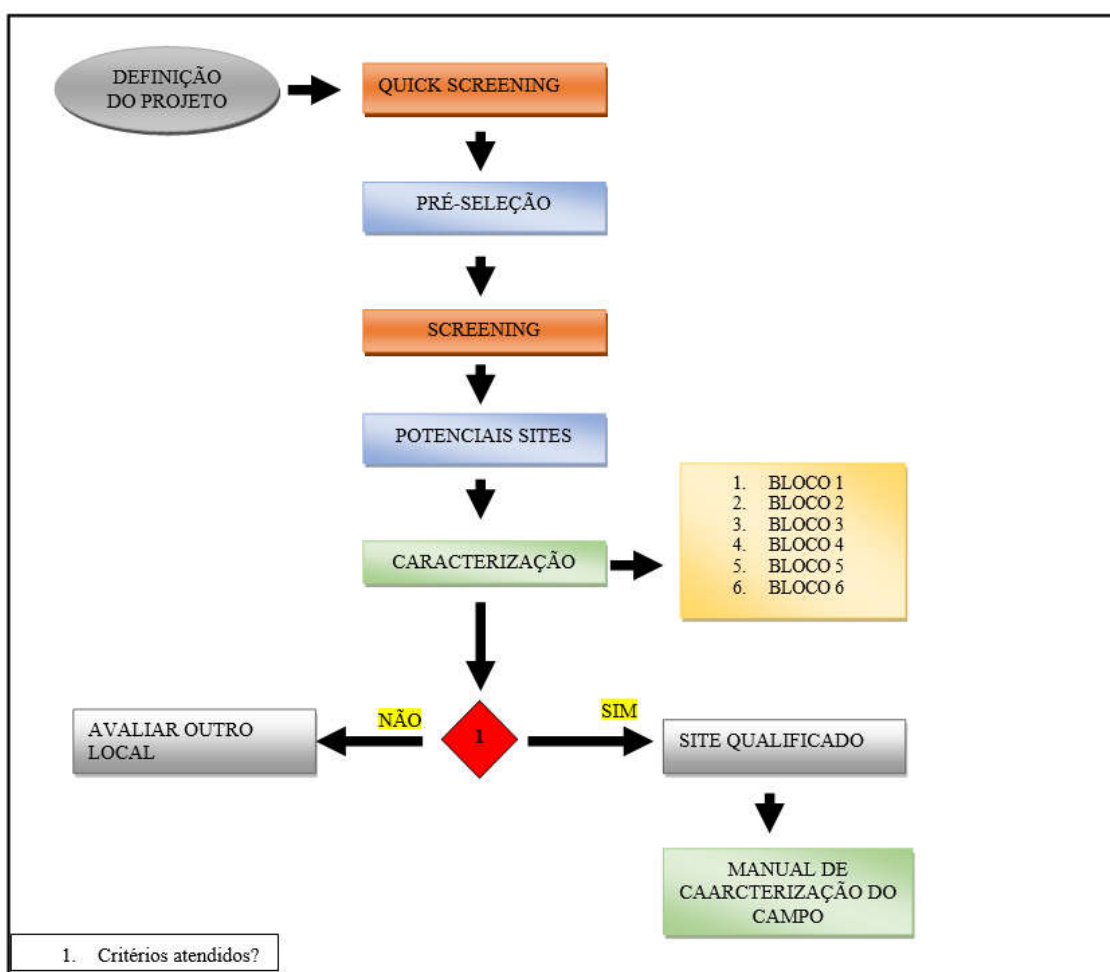 DEFINIÇÃO
DO PROJETO
QUICK SCREENING
PRÉ-SELEÇÃO
SCREENING
POTENCIAIS SITES
CARACTERIZAÇÃO
1. BLOCO 1
2. BLOCO 2
3. BLOCO 3
4. BLOCO 4
5. BLOCO 5
6. BLOCO 6
NÃO
1
SIM
AVALIAR OUTRO
LOCAL
SITE QUALIFICADO
MANUAL DE
CAARCTERIZAÇÃO DO
CAMPO
1. Critérios atendidos?